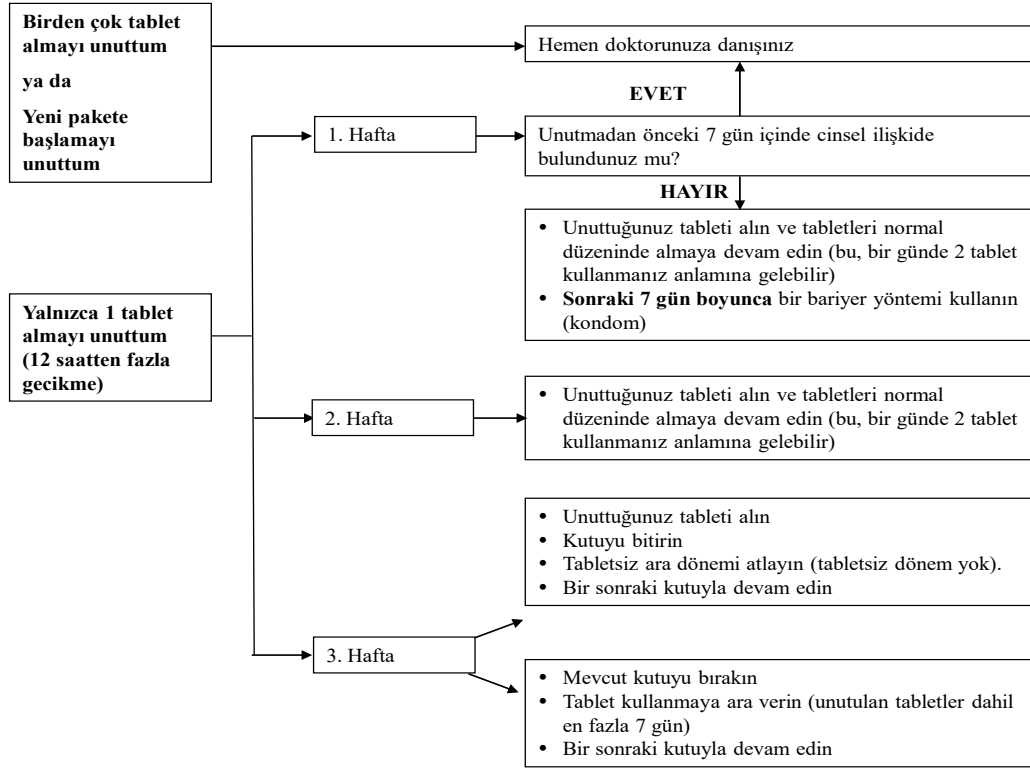 Birden çok tablet
almayı unuttum
ya da
Yeni pakete
başlamayı
unuttum
Hemen doktorunuza danışınız
EVET
1. Hafta
Unutmadan önceki 7 gün içinde cinsel ilişkide
bulundunuz mu?
HAYIR
• Unuttuğunuz tableti alın ve tabletleri normal
düzeninde almaya devam edin (bu, bir günde 2 tablet
kullanmanız anlamına gelebilir)
• Sonraki 7 gün boyunca bir bariyer yöntemi kullanın
(kondom)
Yalnızca 1 tablet
almayı unuttum
(12 saatten fazla
gecikme)
2. Hafta
• Unuttuğunuz tableti alın ve tabletleri normal
düzeninde almaya devam edin (bu, bir günde 2 tablet
kullanmanız anlamına gelebilir)
• Unuttuğunuz tableti alın
• Kutuyu bitirin
• Tabletsiz ara dönemi atlayın (tabletsiz dönem yok).
• Bir sonraki kutuyla devam edin
3. Hafta
• Mevcut kutuyu bırakın
• Tablet kullanmaya ara verin (unutulan tabletler dahil
en fazla 7 gün)
• Bir sonraki kutuyla devam edin